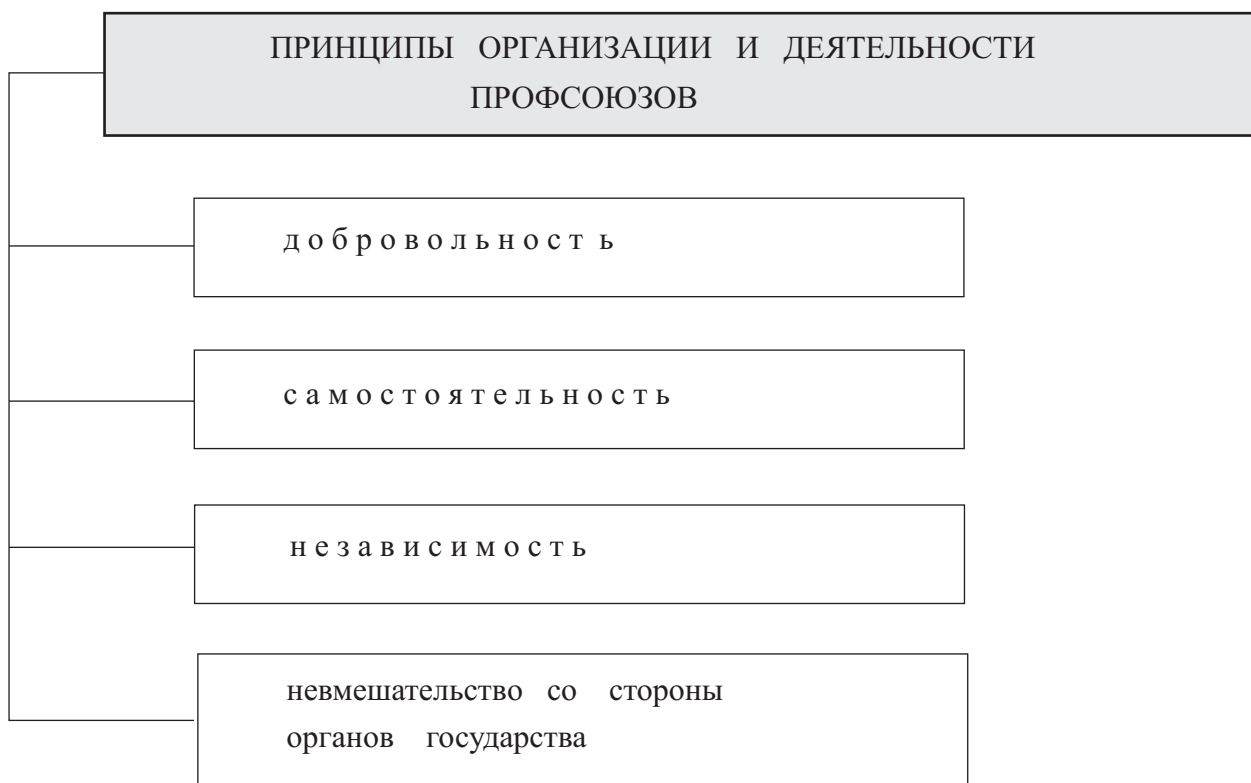 ПРИНЦИПЫ ОРГАНИЗАЦИИ И ДЕЯТЕЛЬНОСТИ
ПРОФСОЮЗОВ
добровольность
самостоятельность
независимость
невмешательство со стороны
органов государства